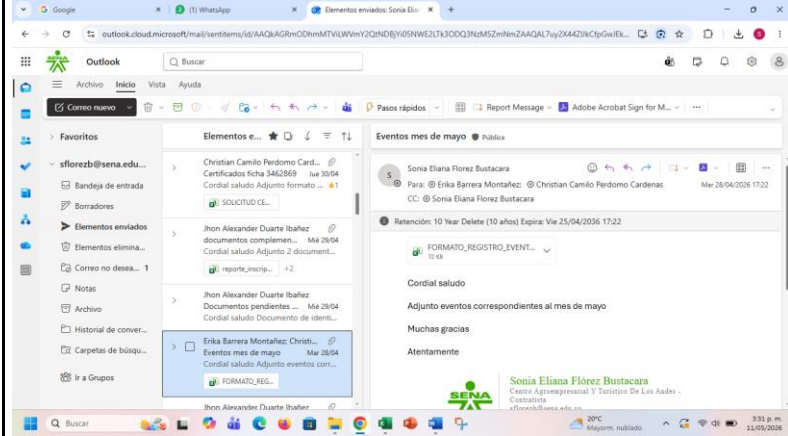 Google
(1) WhatsApp
Elementos enviados: Sonia Elian
outlook.cloud.microsoft/mail/sentitems/id/
SENA
Outlook
Buscar
Archivo Inicio Vista Ayuda
Correo nuevo
Pasos rápidos
Report Message
Adobe Acrobat Sign for M...
Favoritos
sflorezb@sena.edu...
Bandeja de entrada
Borradores
Elementos enviados
Elementos elimina...
Correo no desea... 1
Notas
Archivo
Historial de conver...
Carpetas de búsqu...
Ir a Grupos
Elementos e...
Christian Camilo Perdomo Card...
Certificados ficha 3462869 Jue 30/04
Cordial saludo Adjunto formato ... 1
SOLICITUD CE...
Jhon Alexander Duarte Ibañez
documentos complemen... Mié 29/04
Cordial saludo Adjunto 2 document...
reporte_inscrip... +2
Jhon Alexander Duarte Ibañez
Documentos pendientes ... Mié 29/04
Cordial saludo Documento de identi...
Erika Barrera Montañez; Christi...
Eventos mes de mayo Mar 28/04
Cordial saludo Adjunto eventos corr...
FORMATO_REG...
Jhon Alexander Duarte Ibañez
Eventos mes de mayo Pública
S
Sonia Eliana Florez Bustacara
Para: Erika Barrera Montañez; Christian Camilo Perdomo Cardenas
Mar 28/04/2026 17:22
CC: Sonia Eliana Florez Bustacara
Retención: 10 Year Delete (10 años) Expira: Vie 25/04/2036 17:22
FORMATO_REGISTRO_EVENT...
72 KB
Cordial saludo
Adjunto eventos correspondientes al mes de mayo
Muchas gracias
Atentamente
SENA
Sonia Eliana Flórez Bustacara
Centro Agroempresarial Y Turístico De Los Andes -
Contratista
sflorezb@sena.edu.co
Buscar
20°C
Mayorm. nublado
3:31 p. m.
11/05/2026